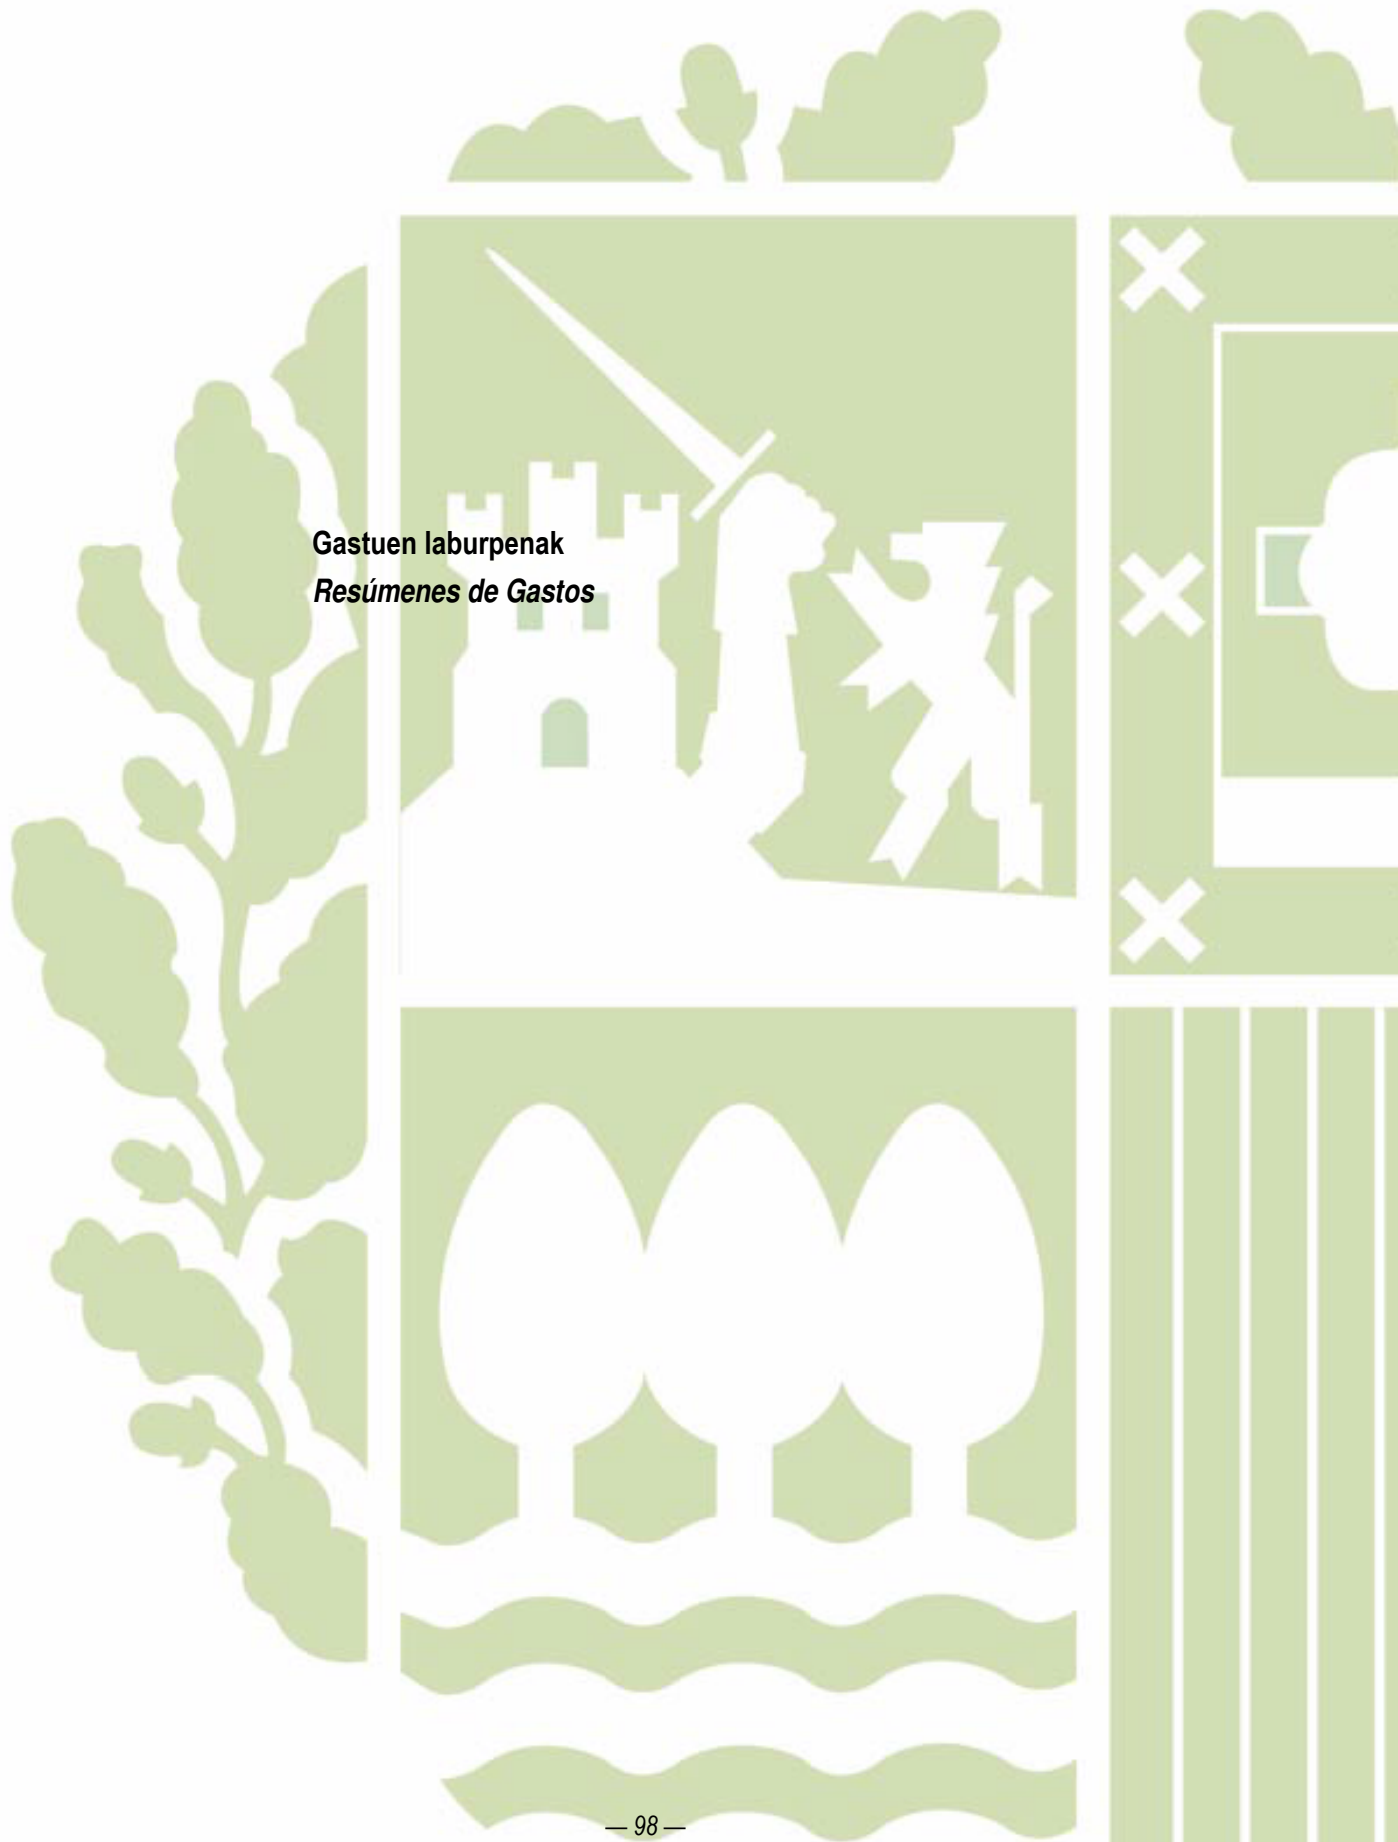 Gastuen laburpenak
Resúmenes de Gastos
— 98 —